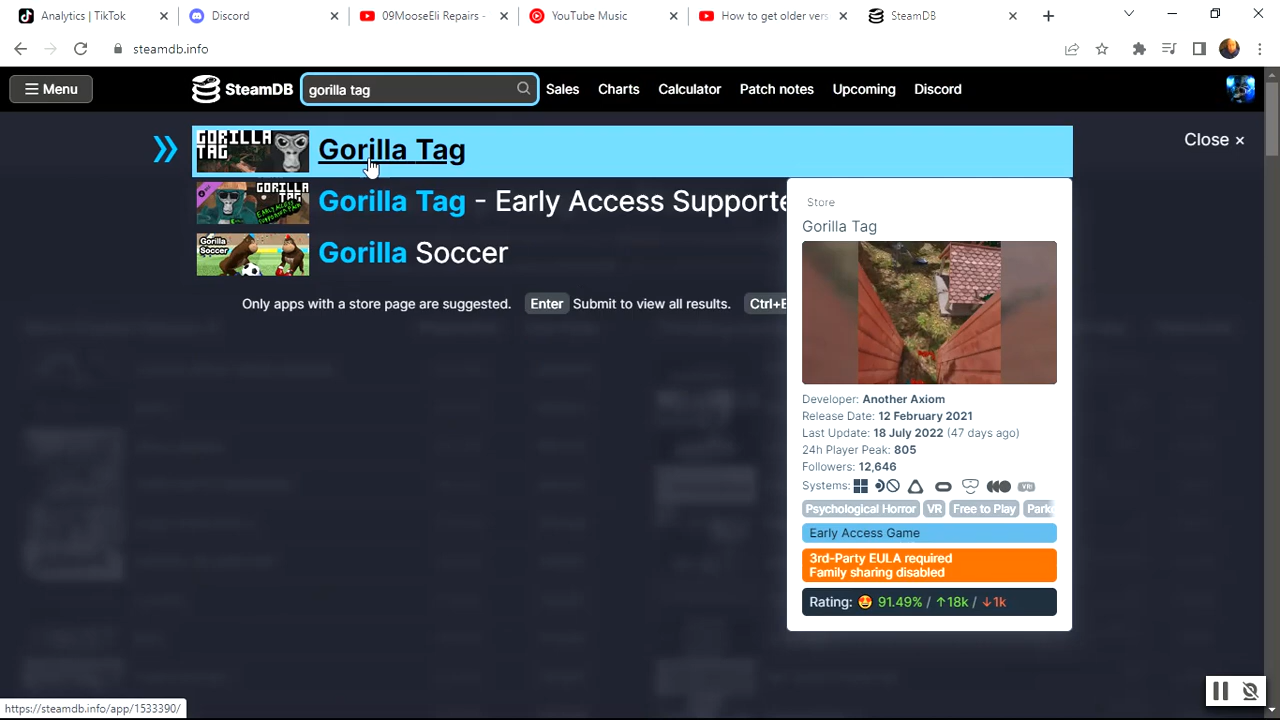 Analytics | TikTok
Discord
09MooseEli Repairs -
YouTube Music
How to get older vers
SteamDB
steamdb.info
Menu
SteamDB
gorilla tag
Sales
Charts
Calculator
Patch notes
Upcoming
Discord
GORILLA TAG
Gorilla Tag
Close ×
GORILLA TAG
Gorilla Tag - Early Access Supporte
Gorilla Soccer
Gorilla Soccer
Only apps with a store page are suggested. Enter Submit to view all results. Ctrl+E
Store
Gorilla Tag
Developer: Another Axiom
Release Date: 12 February 2021
Last Update: 18 July 2022 (47 days ago)
24h Player Peak: 805
Followers: 12,646
Systems:
Psychological Horror VR Free to Play Park
Early Access Game
3rd-Party EULA required
Family sharing disabled
Rating: 91.49% / ↑18k / ↓1k
https://steamdb.info/app/1533390/